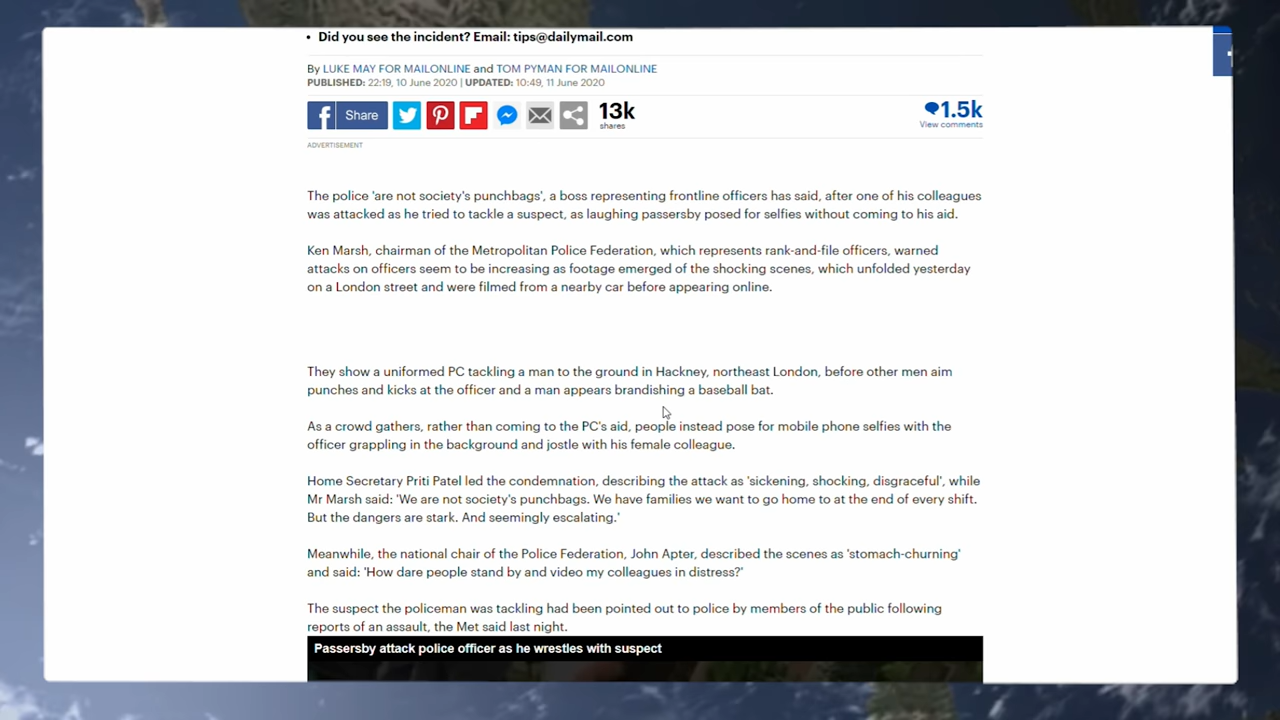 • Did you see the incident? Email: tips@dailymail.com
By LUKE MAY FOR MAILONLINE and TOM PYMAN FOR MAILONLINE
PUBLISHED: 22:19, 10 June 2020 | UPDATED: 10:49, 11 June 2020
Share
13k
shares
1.5k
View comments
ADVERTISEMENT
The police 'are not society's punchbags', a boss representing frontline officers has said, after one of his colleagues
was attacked as he tried to tackle a suspect, as laughing passersby posed for selfies without coming to his aid.
Ken Marsh, chairman of the Metropolitan Police Federation, which represents rank-and-file officers, warned
attacks on officers seem to be increasing as footage emerged of the shocking scenes, which unfolded yesterday
on a London street and were filmed from a nearby car before appearing online.
They show a uniformed PC tackling a man to the ground in Hackney, northeast London, before other men aim
punches and kicks at the officer and a man appears brandishing a baseball bat.
As a crowd gathers, rather than coming to the PC's aid, people instead pose for mobile phone selfies with the
officer grappling in the background and jostle with his female colleague.
Home Secretary Priti Patel led the condemnation, describing the attack as 'sickening, shocking, disgraceful', while
Mr Marsh said: 'We are not society's punchbags. We have families we want to go home to at the end of every shift.
But the dangers are stark. And seemingly escalating.'
Meanwhile, the national chair of the Police Federation, John Apter, described the scenes as 'stomach-churning'
and said: 'How dare people stand by and video my colleagues in distress?'
The suspect the policeman was tackling had been pointed out to police by members of the public following
reports of an assault, the Met said last night.
Passersby attack police officer as he wrestles with suspect